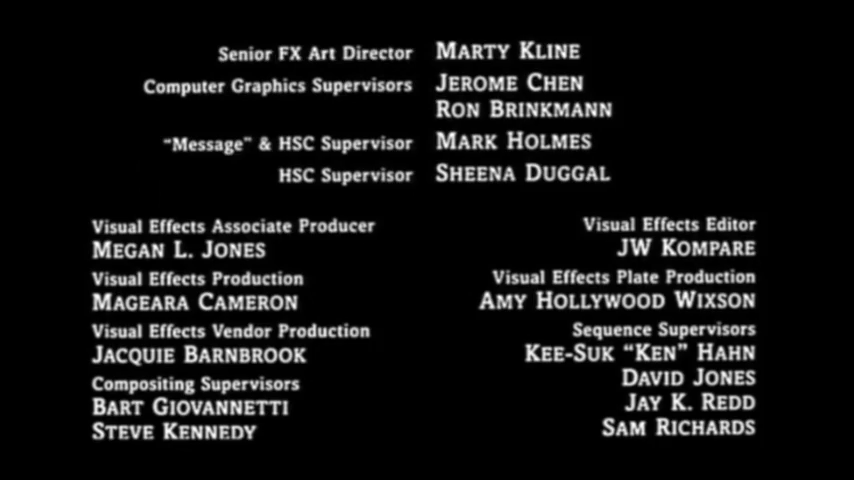 Senior FX Art Director MARTY KLINE
Computer Graphics Supervisors JEROME CHEN
RON BRINKMANN
"Message" & HSC Supervisor MARK HOLMES
HSC Supervisor SHEENA DUGGAL
Visual Effects Associate Producer
MEGAN L. JONES
Visual Effects Production
MAGEARA CAMERON
Visual Effects Vendor Production
JACQUIE BARNBROOK
Compositing Supervisors
BART GIOVANNETTI
STEVE KENNEDY
Visual Effects Editor
JW KOMPARE
Visual Effects Plate Production
AMY HOLLYWOOD WIXSON
Sequence Supervisors
KEE-SUK "KEN" HAHN
DAVID JONES
JAY K. REDD
SAM RICHARDS